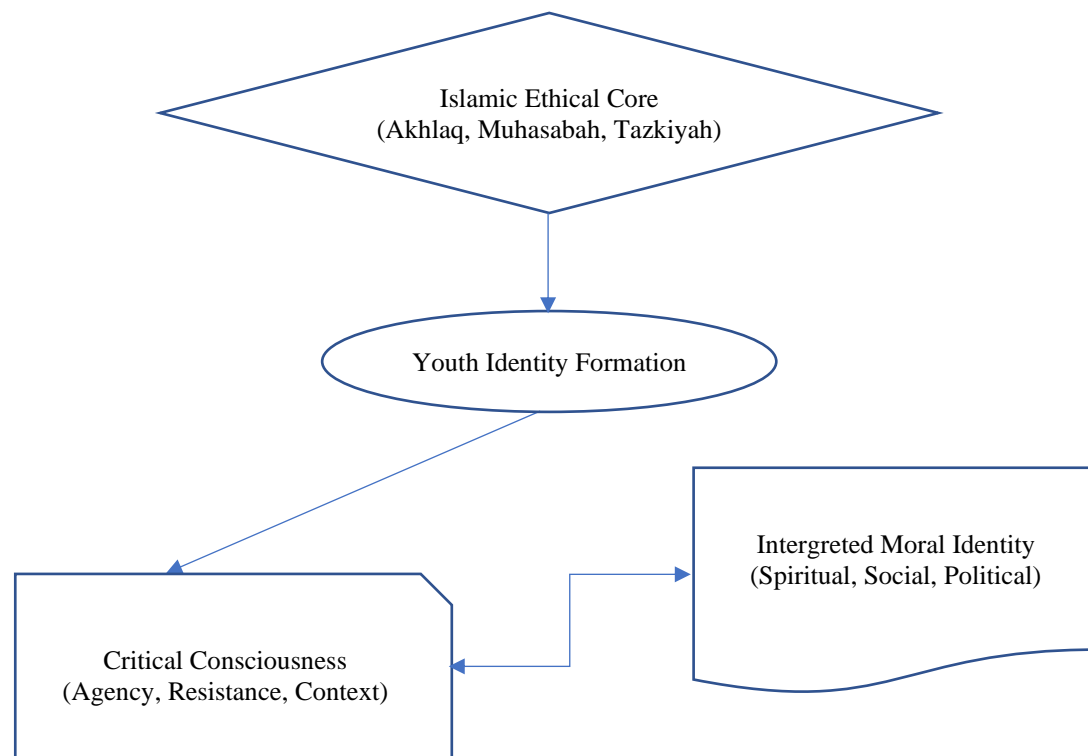 Islamic Ethical Core
(Akhlaq, Muhasabah, Tazkiyah)
Youth Identity Formation
Intergreted Moral Identity
(Spiritual, Social, Political)
Critical Consciousness
(Agency, Resistance, Context)